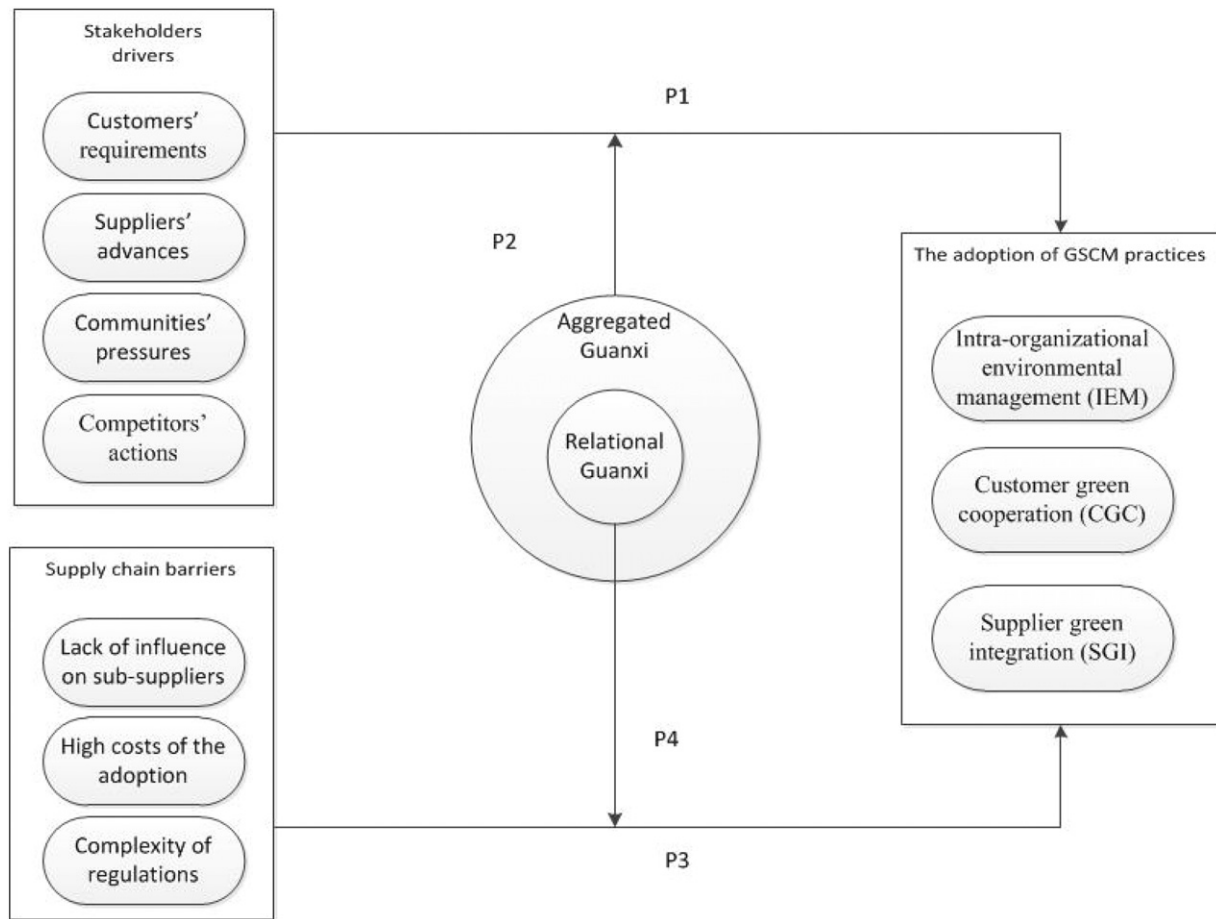 Stakeholders
drivers
Customers’
requirements
Suppliers’
advances
Communities’
pressures
Competitors’
actions
P1
P2
Aggregated
Guanxi
Relational
Guanxi
The adoption of GSCM practices
Intra-organizational
environmental
management (IEM)
Customer green
cooperation (CGC)
Supplier green
integration (SGI)
Supply chain barriers
Lack of influence
on sub-suppliers
High costs of the
adoption
Complexity of
regulations
P4
P3